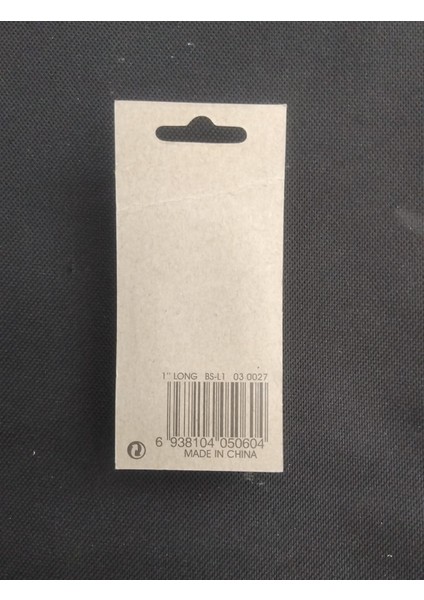 1" LONG BS-L1 03 0027
6 938104 050604
MADE IN CHINA